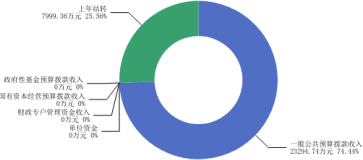 上年结转
7999.36万元 25.56%
政府性基金预算拨款收入
0万元 0%
国有资本经营预算拨款收入
0万元 0%
财政专户管理资金收入
0万元 0%
单位资金
0万元 0%
一般公共预算拨款收入
23294.74万元 74.44%